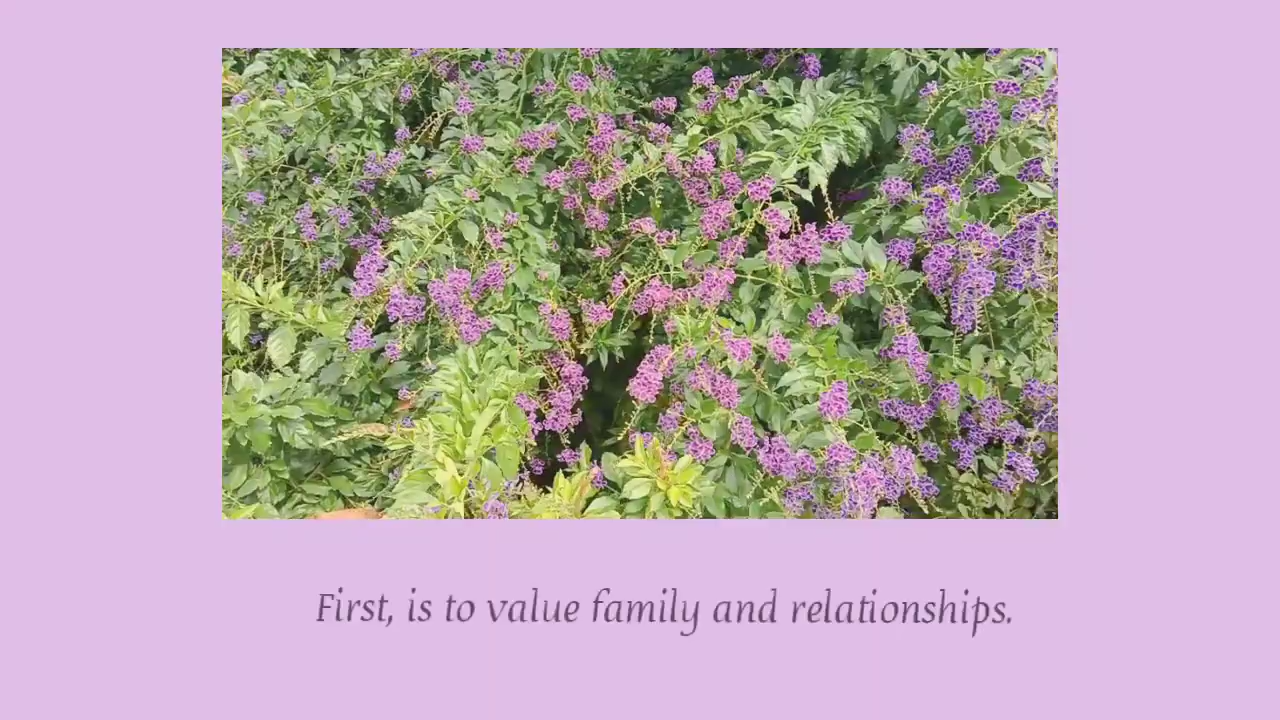 First, is to value family and relationships.